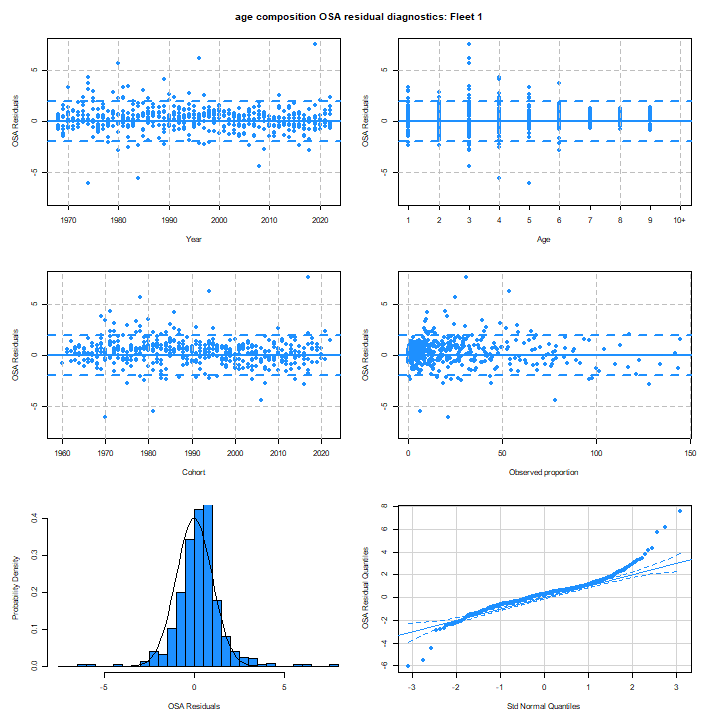 age composition OSA residual diagnostics: Fleet 1
OSA Residuals
5
0
-5
1970 1980 1990 2000 2010 2020
Year
OSA Residuals
5
0
-5
1 2 3 4 5 6 7 8 9 10+
Age
OSA Residuals
5
0
-5
1960 1970 1980 1990 2000 2010 2020
Cohort
OSA Residuals
5
0
-5
0 50 100 150
Observed proportion
Probability Density
0.4
0.3
0.2
0.1
0.0
-5 0 5
OSA Residuals
OSA Residual Quantiles
8
6
4
2
0
-2
-4
-6
-3 -2 -1 0 1 2 3
Std Normal Quantiles